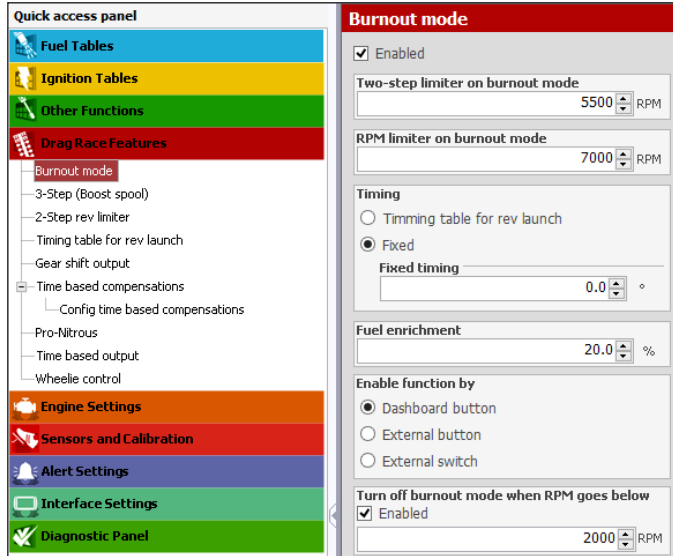 Quick access panel
Fuel Tables
Ignition Tables
Other Functions
Drag Race Features
Burnout mode
3-Step (Boost spool)
2-Step rev limiter
Timing table for rev launch
Gear shift output
Time based compensations
Config time based compensations
Pro-Nitrous
Time based output
Wheelie control
Engine Settings
Sensors and Calibration
Alert Settings
Interface Settings
Diagnostic Panel
Burnout mode
Enabled
Two-step limiter on burnout mode
5500 RPM
RPM limiter on burnout mode
7000 RPM
Timing
Timming table for rev launch
Fixed
Fixed timing
0.0 °
Fuel enrichment
20.0 %
Enable function by
Dashboard button
External button
External switch
Turn off burnout mode when RPM goes below
Enabled
2000 RPM